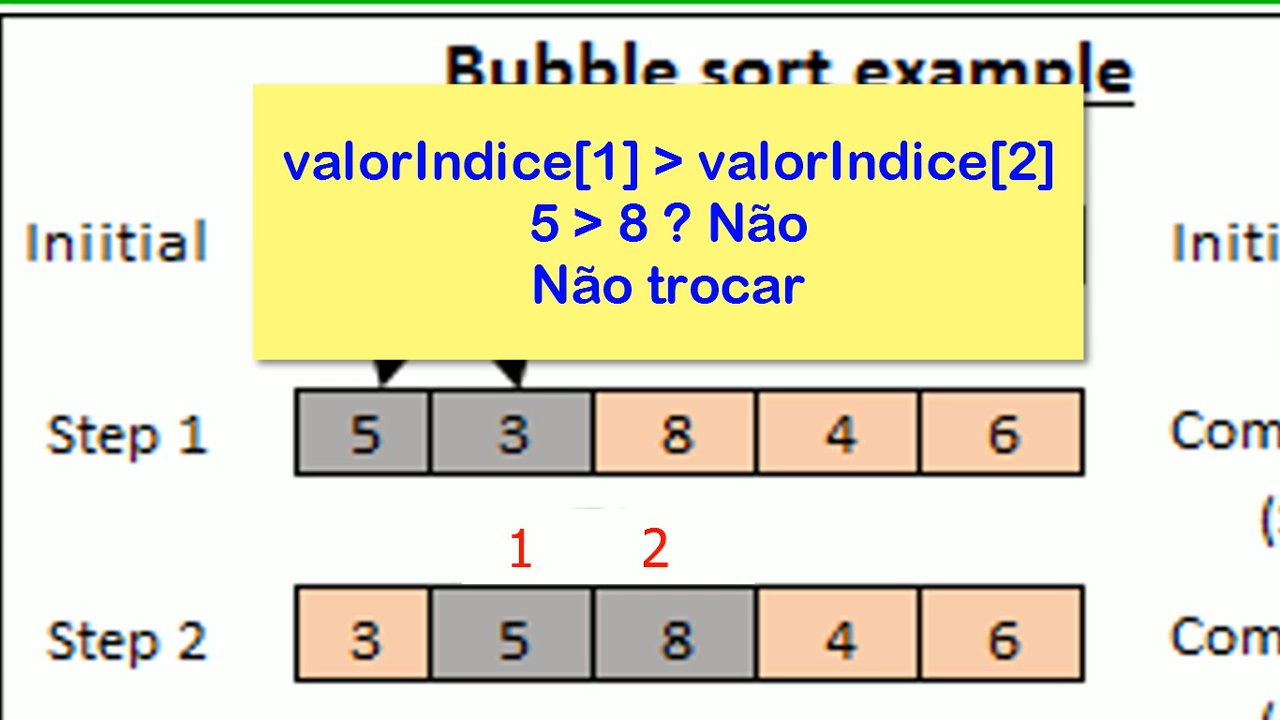 Bubble sort example
valorIndice[1] > valorIndice[2]
5 > 8 ? Não
Não trocar
Iniitial
Step 1 5 3 8 4 6
1 2
Step 2 3 5 8 4 6